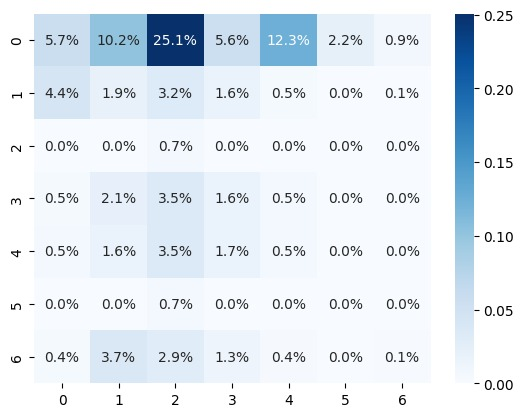 0 5.7% 10.2% 25.1% 5.6% 12.3% 2.2% 0.9%
1 4.4% 1.9% 3.2% 1.6% 0.5% 0.0% 0.1%
2 0.0% 0.0% 0.7% 0.0% 0.0% 0.0% 0.0%
3 0.5% 2.1% 3.5% 1.6% 0.5% 0.0% 0.0%
4 0.5% 1.6% 3.5% 1.7% 0.5% 0.0% 0.0%
5 0.0% 0.0% 0.7% 0.0% 0.0% 0.0% 0.0%
6 0.4% 3.7% 2.9% 1.3% 0.4% 0.0% 0.1%
0 1 2 3 4 5 6
0.25
0.20
0.15
0.10
0.05
0.00